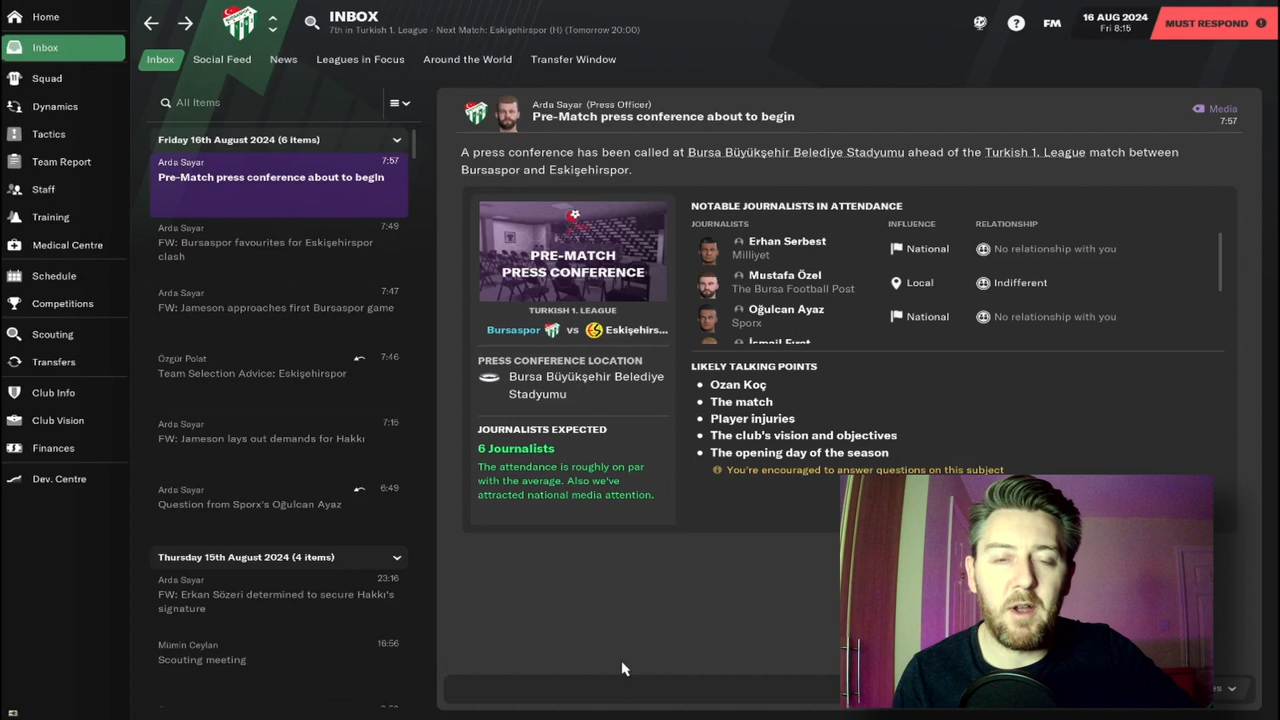 Home
Inbox
Squad
Dynamics
Tactics
Team Report
Staff
Training
Medical Centre
Schedule
Competitions
Scouting
Transfers
Club Info
Club Vision
Finances
Dev. Centre
INBOX
7th in Turkish 1. League - Next Match: Eskişehirspor (H) (Tomorrow 20:00)
FM
16 AUG 2024
Fri 8:15
MUST RESPOND
Inbox
Social Feed
News
Leagues in Focus
Around the World
Transfer Window
All Items
Friday 16th August 2024 (6 items)
Arda Sayar 7:57
Pre-Match press conference about to begin
Arda Sayar 7:49
FW: Bursaspor favourites for Eskişehirspor
clash
Arda Sayar 7:47
FW: Jameson approaches first Bursaspor game
Özgür Polat 7:46
Team Selection Advice: Eskişehirspor
Arda Sayar 7:15
FW: Jameson lays out demands for Hakkı
Arda Sayar 6:49
Question from Sporx's Oğulcan Ayaz
Thursday 15th August 2024 (4 items)
Arda Sayar 23:16
FW: Erkan Sözeri determined to secure Hakkı's
signature
Mümin Ceylan 16:56
Scouting meeting
Arda Sayar (Press Officer)
Pre-Match press conference about to begin
Media
7:57
A press conference has been called at Bursa Büyükşehir Belediye Stadyumu ahead of the Turkish 1. League match between
Bursaspor and Eskişehirspor.
PRE-MATCH
PRESS CONFERENCE
TURKISH 1. LEAGUE
Bursaspor vs Eskişehirs...
PRESS CONFERENCE LOCATION
Bursa Büyükşehir Belediye
Stadyumu
JOURNALISTS EXPECTED
6 Journalists
The attendance is roughly on par
with the average. Also we've
attracted national media attention.
NOTABLE JOURNALISTS IN ATTENDANCE
JOURNALISTS INFLUENCE RELATIONSHIP
Erhan Serbest
Milliyet
National
No relationship with you
Mustafa Özel
The Bursa Football Post
Local
Indifferent
Oğulcan Ayaz
Sporx
National
No relationship with you
LIKELY TALKING POINTS
Ozan Koç
The match
Player injuries
The club's vision and objectives
The opening day of the season
You're encouraged to answer questions on this subject